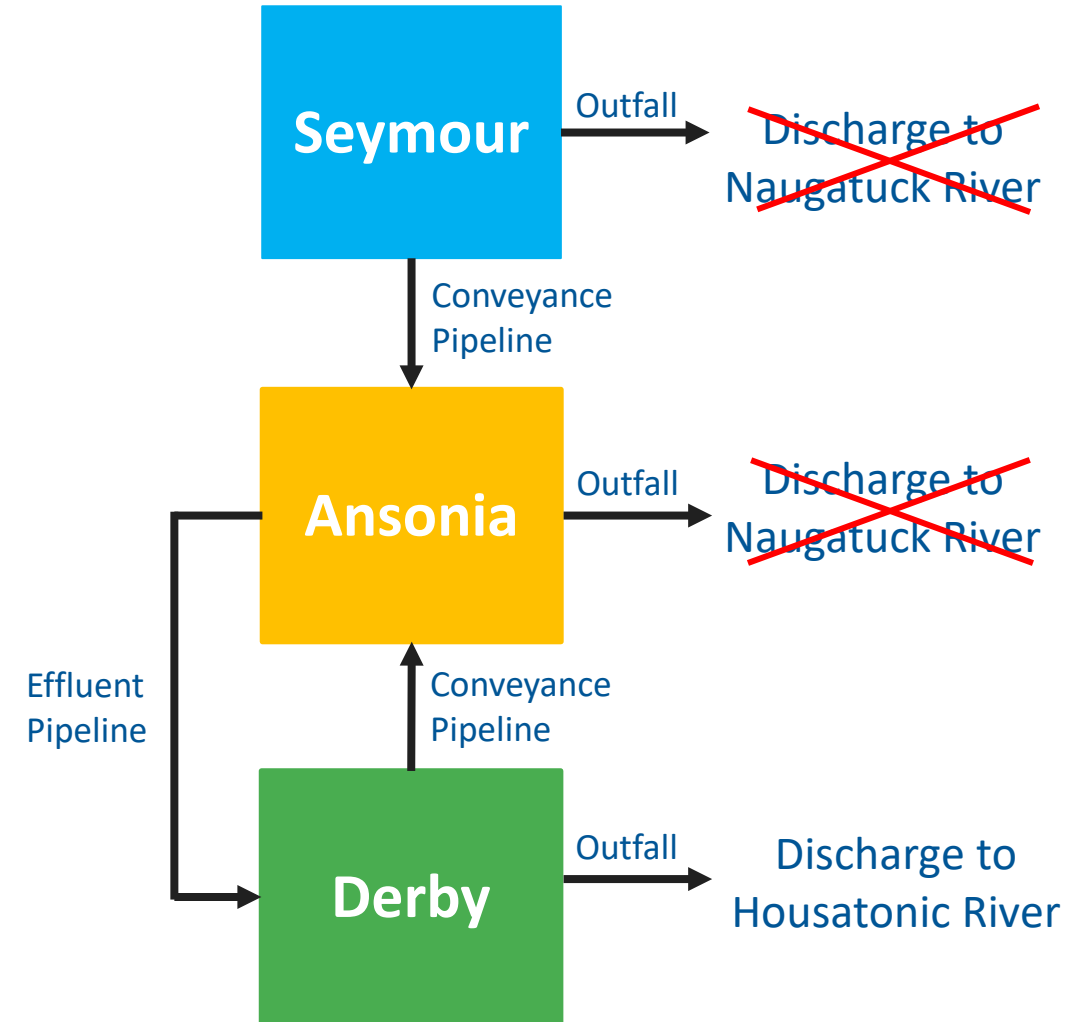 Seymour
Outfall
Discharge to
Naugatuck River
Conveyance
Pipeline
Ansonia
Outfall
Discharge to
Naugatuck River
Effluent
Pipeline
Conveyance
Pipeline
Derby
Outfall
Discharge to
Housatonic River